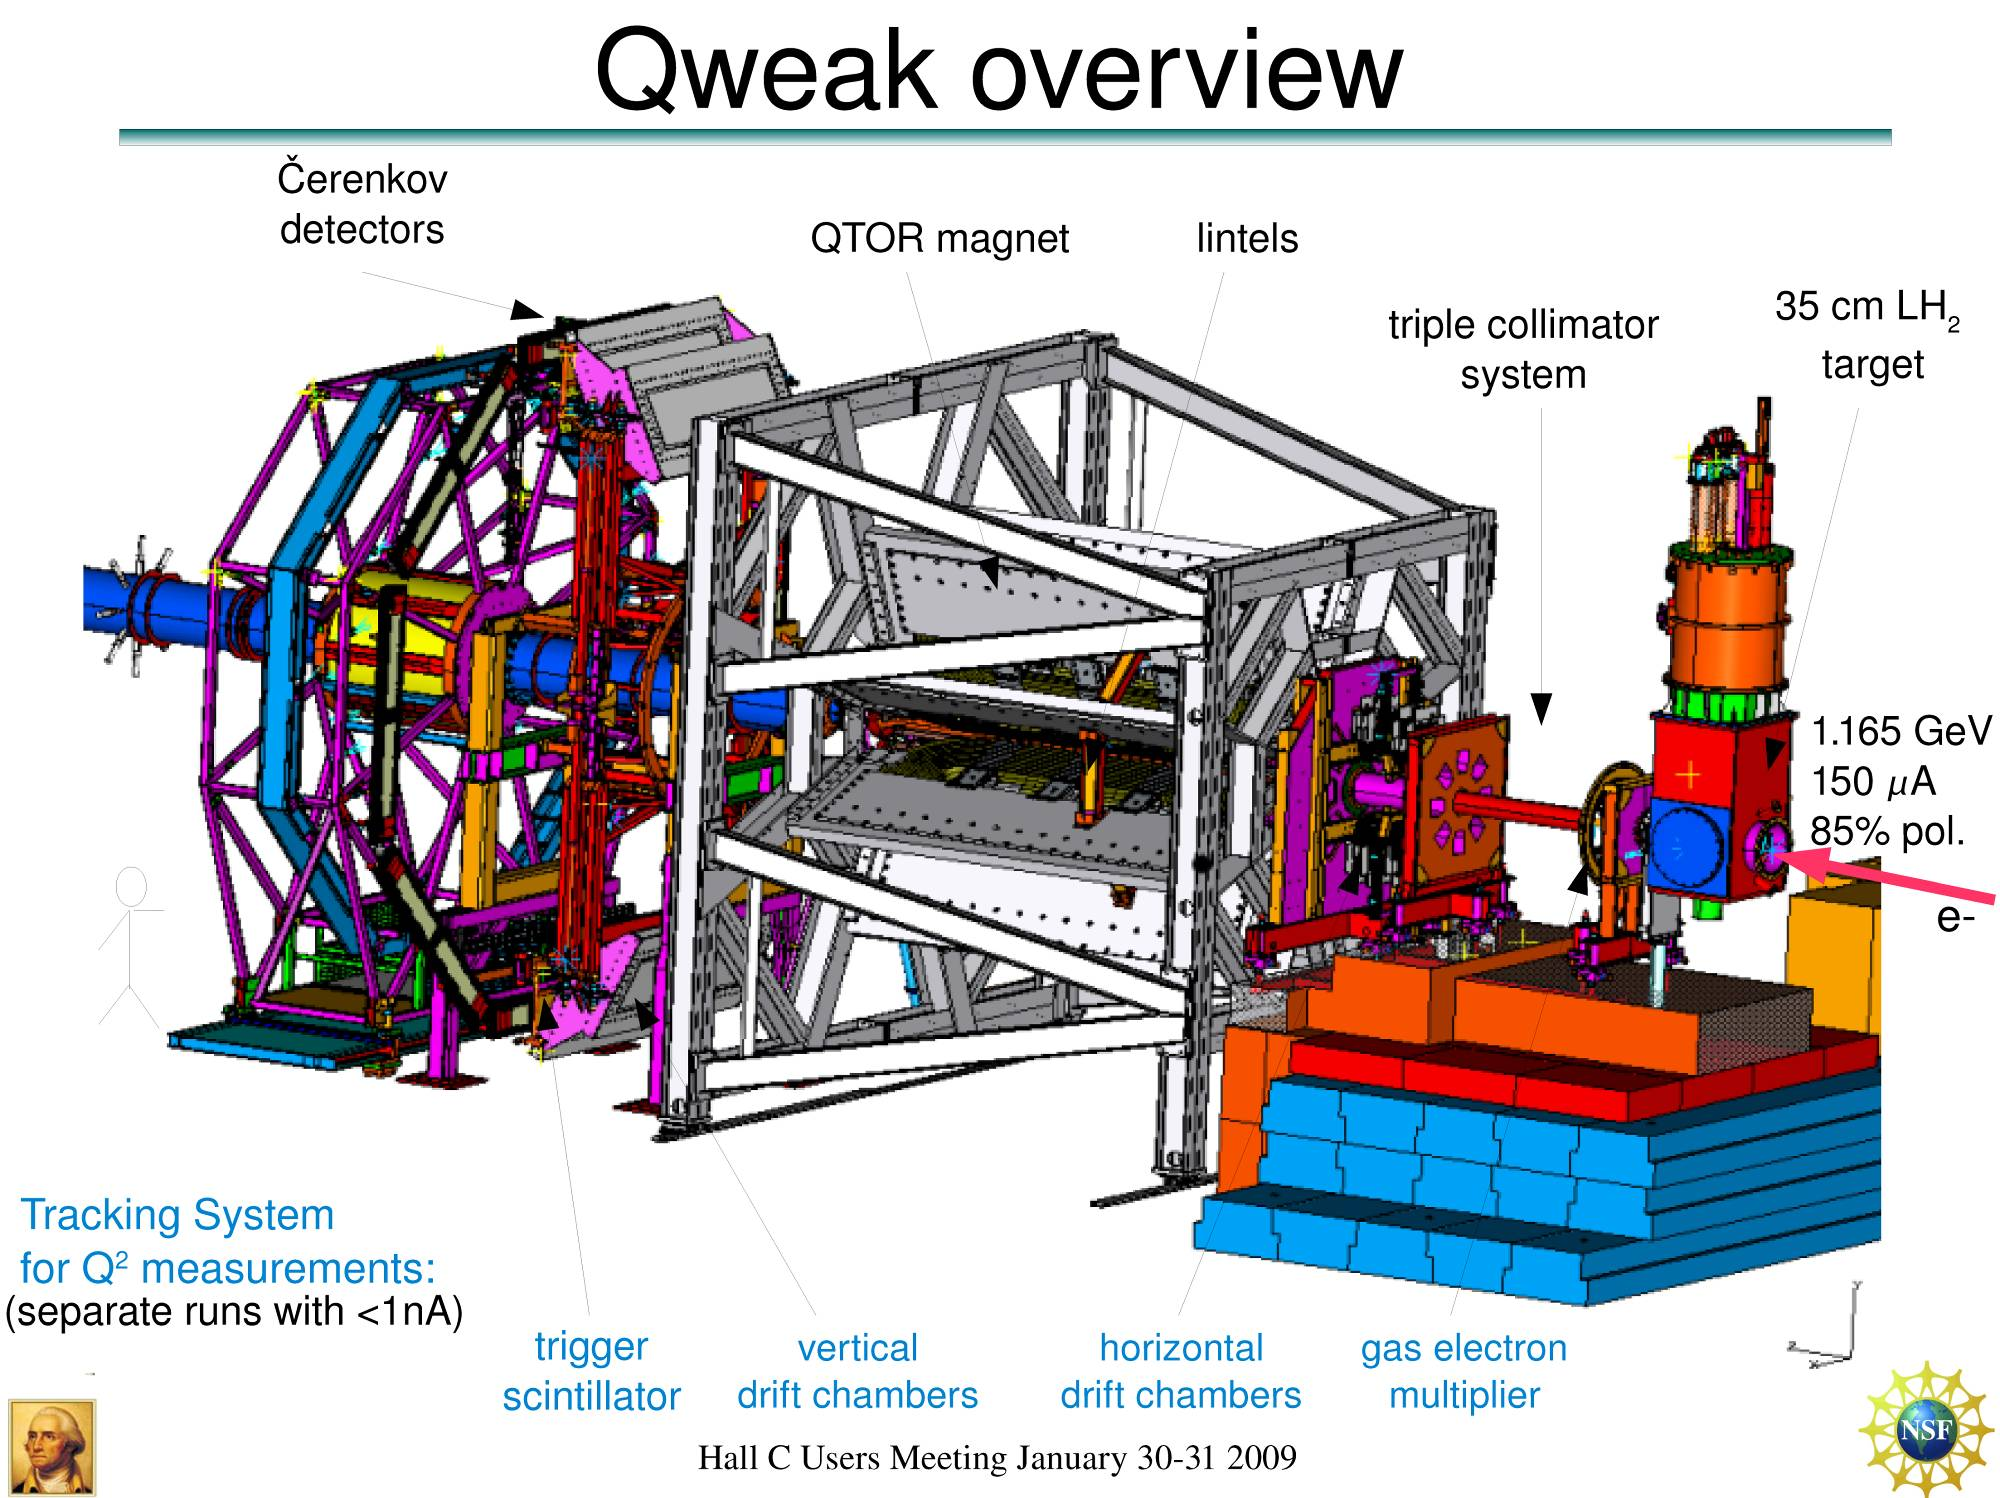 Qweak overview
Čerenkov
detectors
QTOR magnet
lintels
triple collimator
system
35 cm LH2
target
1.165 GeV
150 μA
85% pol.
e-
Tracking System
for Q² measurements:
(separate runs with <1nA)
trigger
scintillator
vertical
drift chambers
horizontal
drift chambers
gas electron
multiplier
Y
Z
X
Hall C Users Meeting January 30-31 2009
NSF